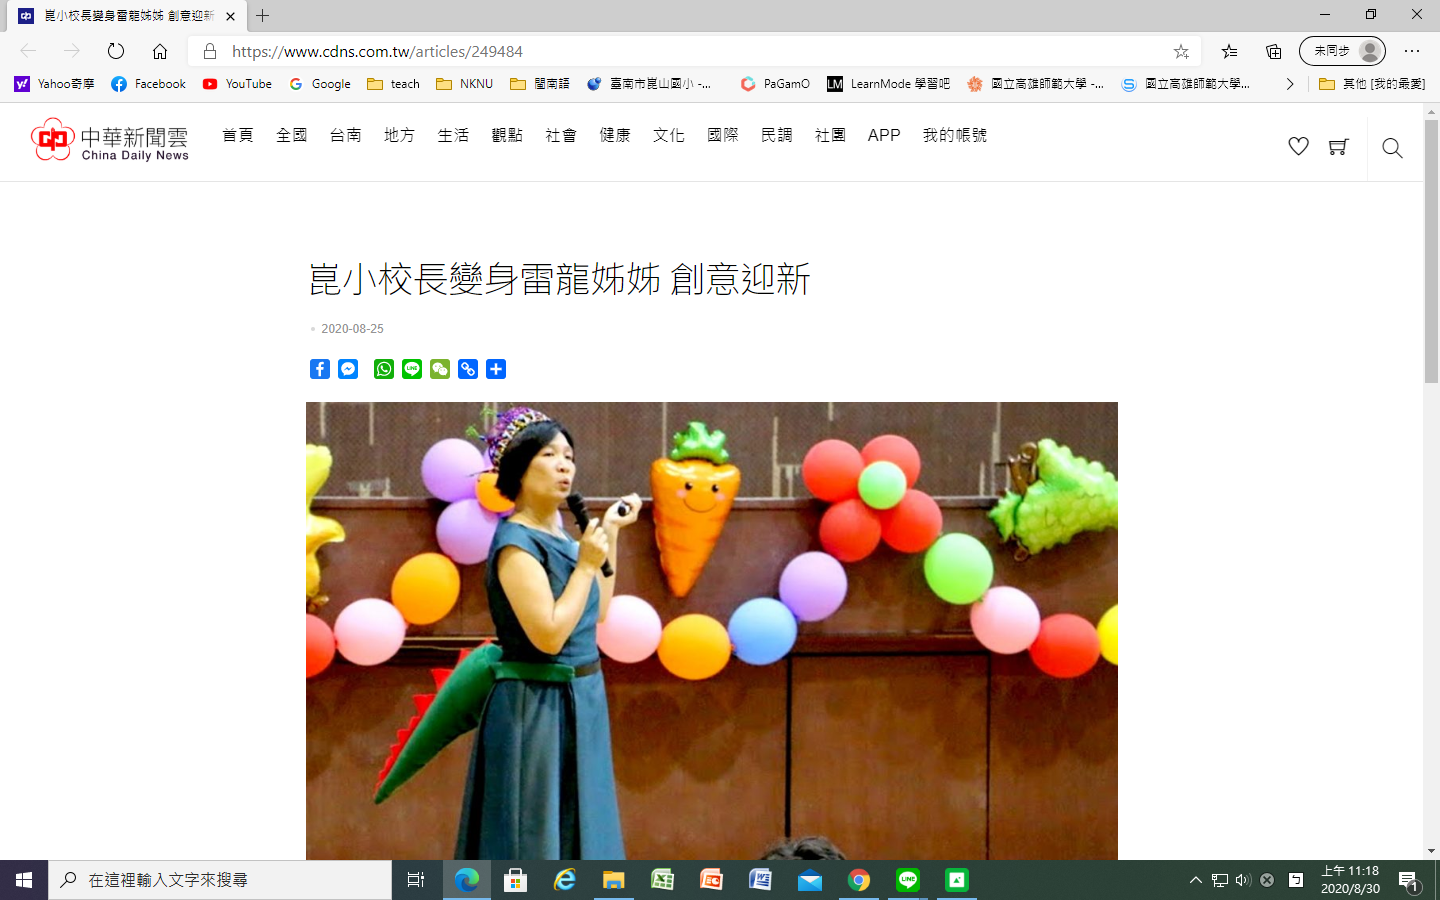 崑小校長變身雷龍姊姊 創意迎新
https://www.cdns.com.tw/articles/249484
未同步
Yahoo奇摩
Facebook
YouTube
Google
teach
NKNU
閩南語
臺南市崑山國小 -...
PaGamO
LM LearnMode 學習吧
國立高雄師範大學 -...
國立高雄師範大學...
其他 [我的最愛]
中華新聞雲
China Daily News
首頁 全國 台南 地方 生活 觀點 社會 健康 文化 國際 民調 社團 APP 我的帳號
崑小校長變身雷龍姊姊 創意迎新
2020-08-25
在這裡輸入文字來搜尋
上午 11:18
2020/8/30
1